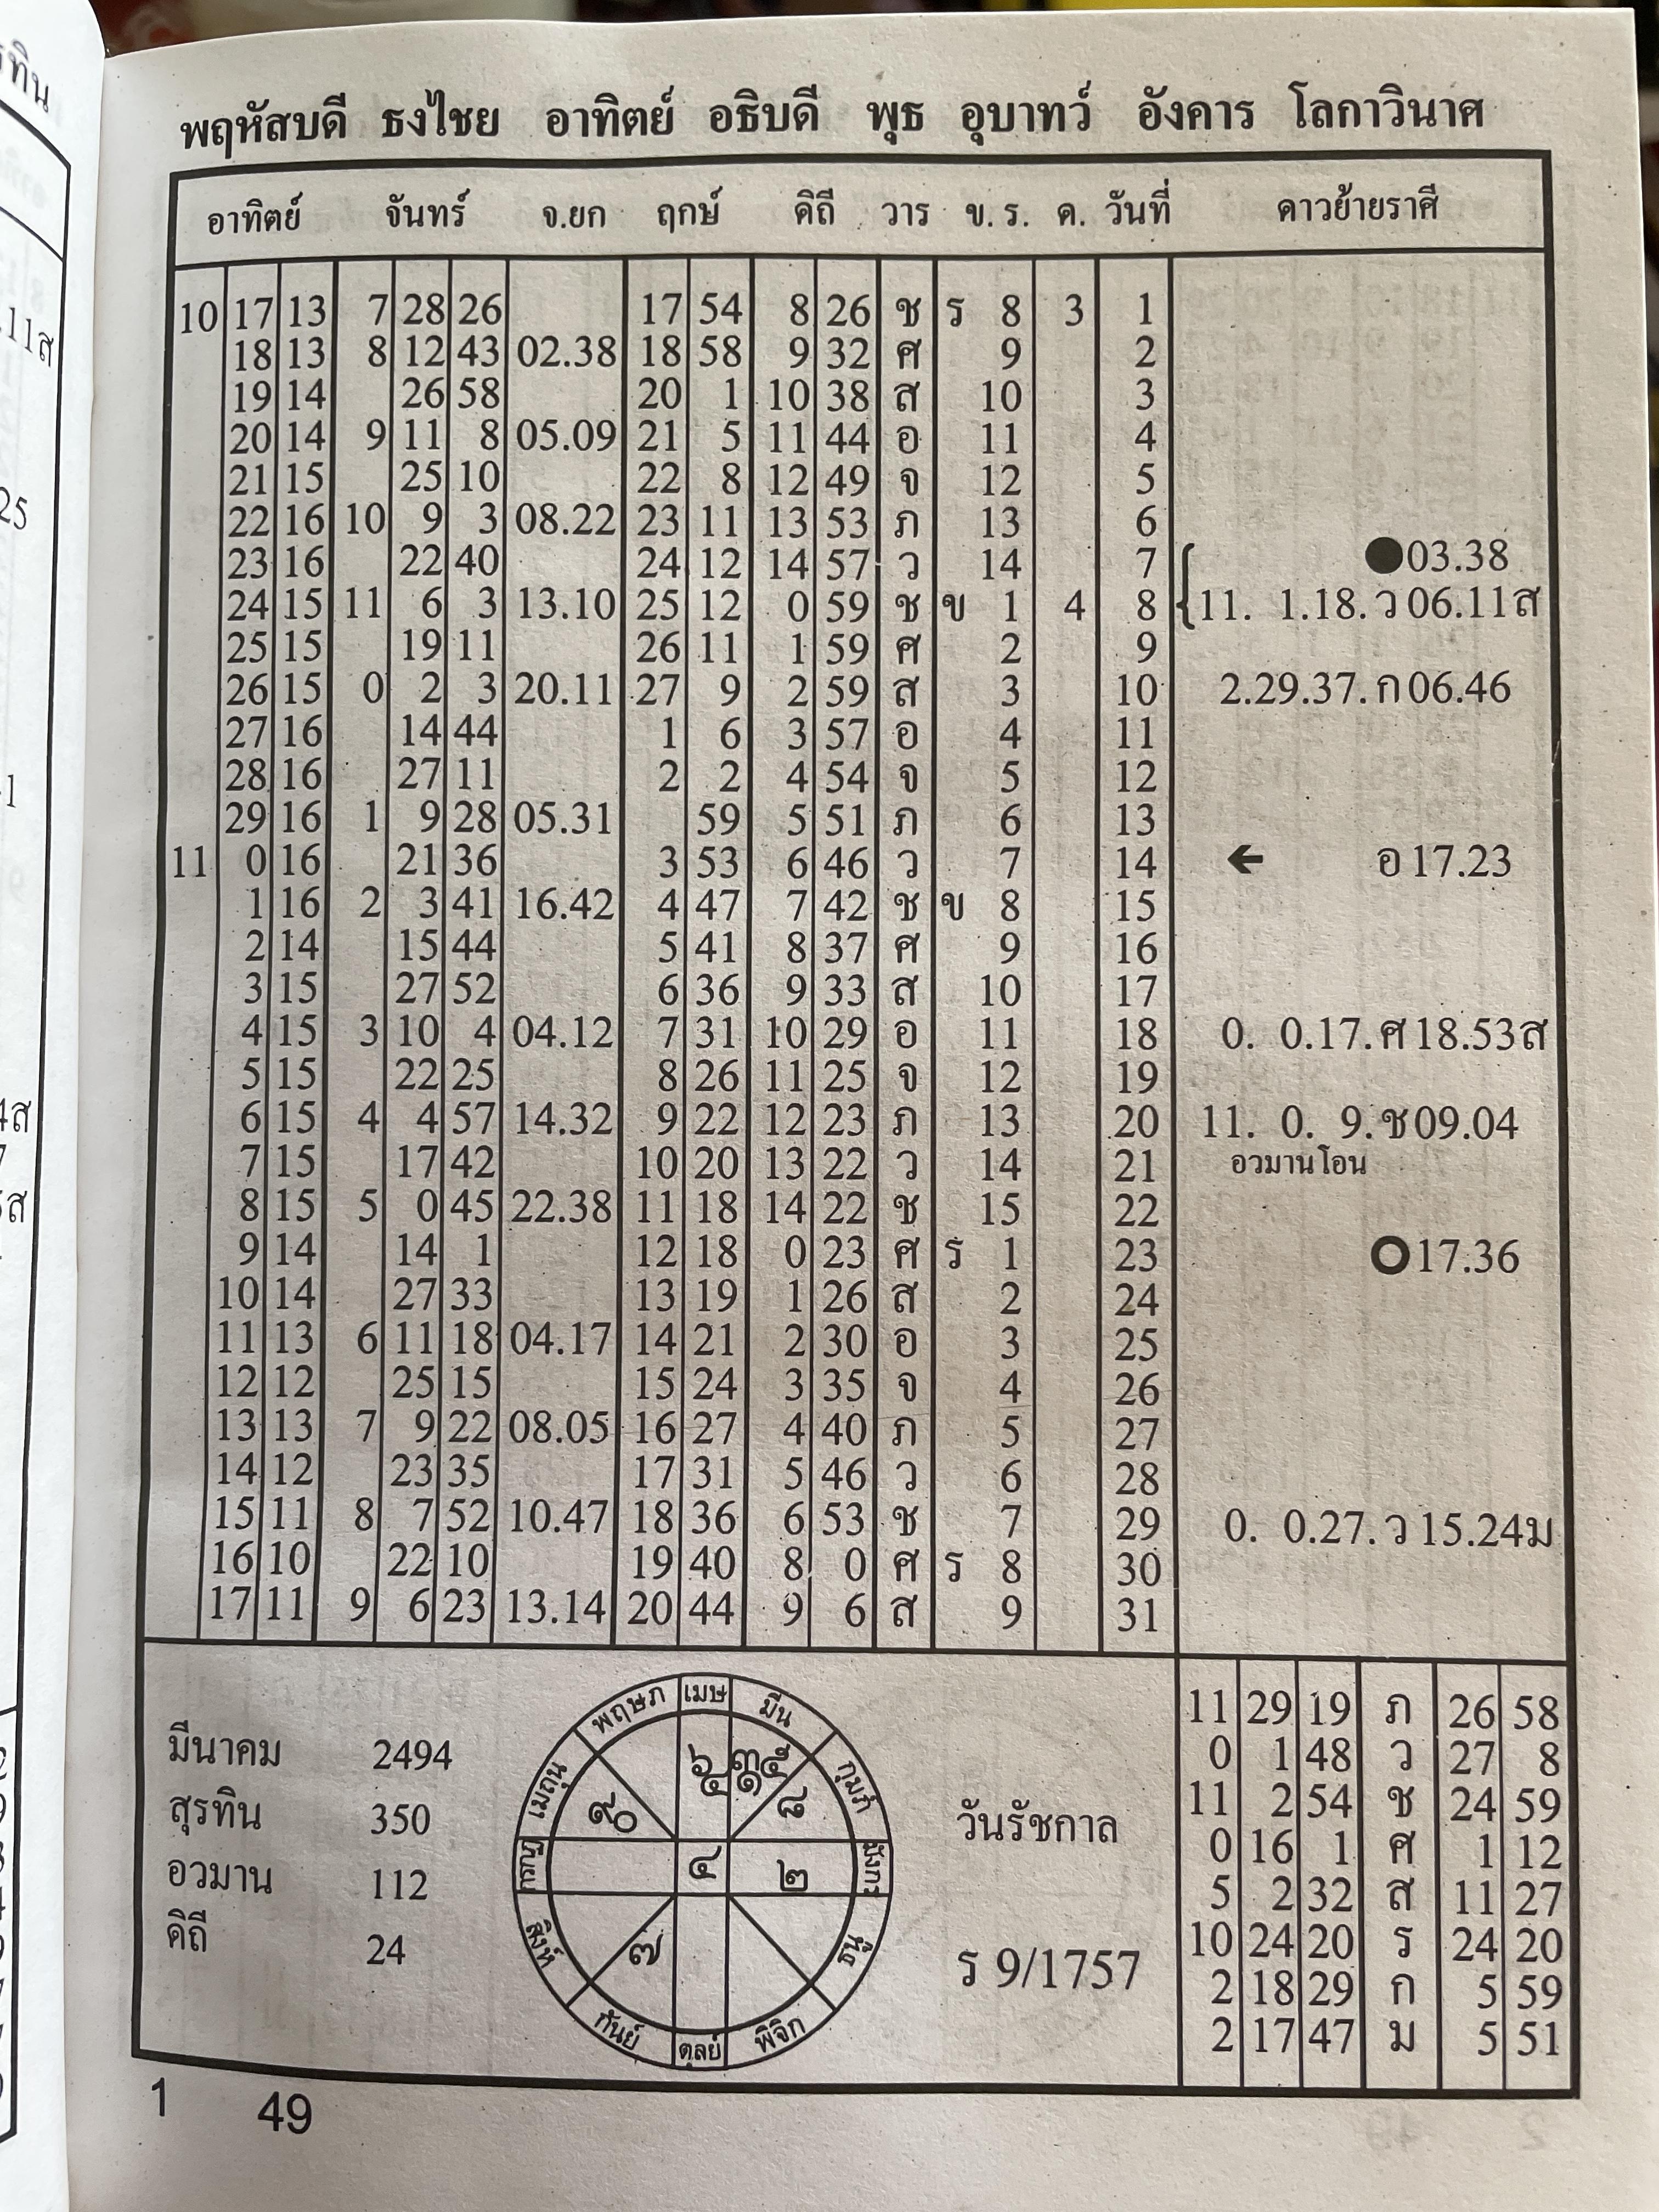 พฤหัสบดี ธงไชย อาทิตย์ อธิบดี พุธ อุบาทว์ อังคาร โลกาวินาศ
อาทิตย์ จันทร์ จ.ยก ฤกษ์ ดิถี วาร ข. ร. ด. วันที่ ดาวย้ายราศี
10 17 13 7 28 26 17 54 8 26 ช ร 8 3 1
18 13 8 12 43 02.38 18 58 9 32 ศ 9 2
19 14 26 58 20 1 10 38 ส 10 3
20 14 9 11 8 05.09 21 5 11 44 อ 11 4
21 15 25 10 22 8 12 49 จ 12 5
22 16 10 9 3 08.22 23 11 13 53 ภ 13 6
23 16 22 40 24 12 14 57 ว 14 7 { ●03.38
24 15 11 6 3 13.10 25 12 0 59 ช ข 1 4 8 11. 1.18. ว 06.11ส
25 15 19 11 26 11 1 59 ศ 2 9
26 15 0 2 3 20.11 27 9 2 59 ส 3 10 2.29.37. ก 06.46
27 16 14 44 1 6 3 57 อ 4 11
28 16 27 11 2 2 4 54 จ 5 12
29 16 1 9 28 05.31 59 5 51 ภ 6 13
11 0 16 21 36 3 53 6 46 ว 7 14 ← อ 17.23
1 16 2 3 41 16.42 4 47 7 42 ช ข 8 15
2 14 15 44 5 41 8 37 ศ 9 16
3 15 27 52 6 36 9 33 ส 10 17
4 15 3 10 4 04.12 7 31 10 29 อ 11 18 0. 0.17. ศ 18.53ส
5 15 22 25 8 26 11 25 จ 12 19
6 15 4 4 57 14.32 9 22 12 23 ภ 13 20 11. 0. 9. ช 09.04
7 15 17 42 10 20 13 22 ว 14 21 อวมานโอน
8 15 5 0 45 22.38 11 18 14 22 ช 15 22
9 14 14 1 12 18 0 23 ศ ร 1 23 O 17.36
10 14 27 33 13 19 1 26 ส 2 24
11 13 6 11 18 04.17 14 21 2 30 อ 3 25
12 12 25 15 15 24 3 35 จ 4 26
13 13 7 9 22 08.05 16 27 4 40 ภ 5 27
14 12 23 35 17 31 5 46 ว 6 28
15 11 8 7 52 10.47 18 36 6 53 ช 7 29 0. 0.27. ว 15.24ม
16 10 22 10 19 40 8 0 ศ ร 8 30
17 11 9 6 23 13.14 20 44 9 6 ส 9 31
มีนาคม 2494
สุรทิน 350
อวมาน 112
ดิถี 24
เมษ
พฤษภ
เมถุน
สิงห์
กันย์
ตุลย์
พิจิก
ธนู
มังกร
กุมภ์
มีน
๖
๕
๓
๕
๑
๘
๙
๐
๔
๒
๗
วันรัชกาล
ร 9/1757
11 29 19 ภ 26 58
0 1 48 ว 27 8
11 2 54 ช 24 59
0 16 1 ศ 1 12
5 2 32 ส 11 27
10 24 20 ร 24 20
2 18 29 ก 5 59
2 17 47 ม 5 51
1 49